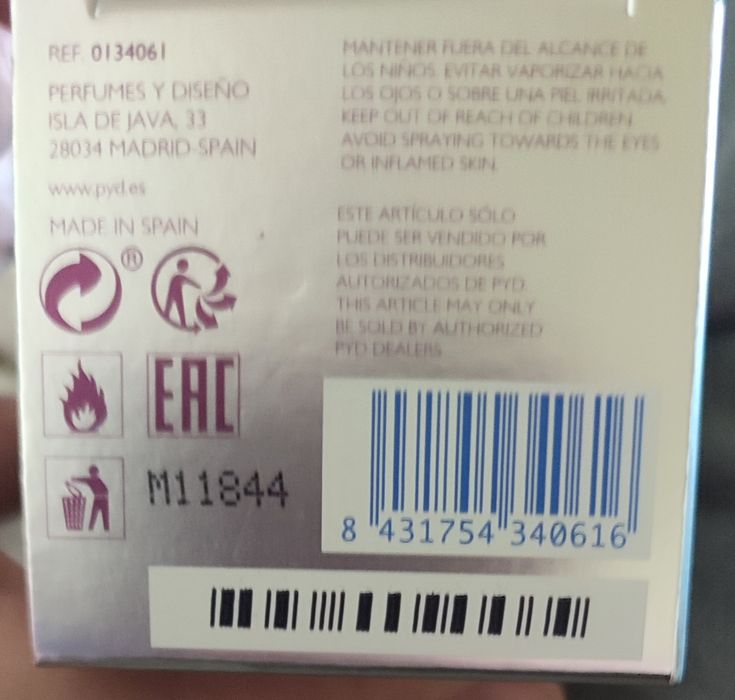 REF. 0134061
PERFUMES Y DISEÑO
ISLA DE JAVA, 33
28034 MADRID-SPAIN
www.pyd.es
MADE IN SPAIN
®
EAC
M11844
MANTENER FUERA DEL ALCANCE DE
LOS NIÑOS. EVITAR VAPORIZAR HACIA
LOS OJOS O SOBRE UNA PIEL IRRITADA.
KEEP OUT OF REACH OF CHILDREN.
AVOID SPRAYING TOWARDS THE EYES
OR INFLAMED SKIN.
ESTE ARTÍCULO SÓLO
PUEDE SER VENDIDO POR
LOS DISTRIBUIDORES
AUTORIZADOS DE PYD.
THIS ARTICLE MAY ONLY
BE SOLD BY AUTHORIZED
PYD DEALERS.
8 431754 340616